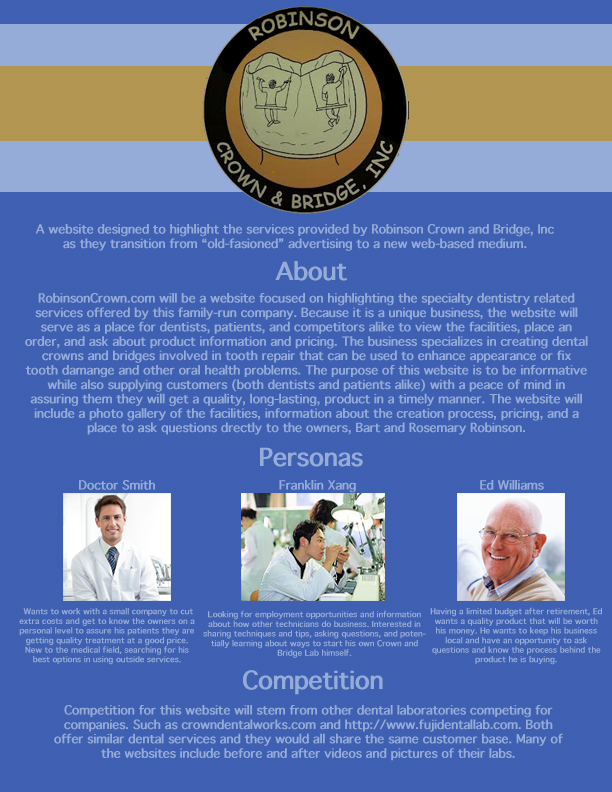 ROBINSON
CROWN & BRIDGE, INC
A website designed to highlight the services provided by Robinson Crown and Bridge, Inc
as they transition from “old-fasioned” advertising to a new web-based medium.
About
RobinsonCrown.com will be a website focused on highlighting the specialty dentistry related
services offered by this family-run company. Because it is a unique business, the website will
serve as a place for dentists, patients, and competitors alike to view the facilities, place an
order, and ask about product information and pricing. The business specializes in creating dental
crowns and bridges involved in tooth repair that can be used to enhance appearance or fix
tooth damange and other oral health problems. The purpose of this website is to be informative
while also supplying customers (both dentists and patients alike) with a peace of mind in
assuring them they will get a quality, long-lasting, product in a timely manner. The website will
include a photo gallery of the facilities, information about the creation process, pricing, and a
place to ask questions drectly to the owners, Bart and Rosemary Robinson.
Personas
Doctor Smith
Wants to work with a small company to cut
extra costs and get to know the owners on a
personal level to assure his patients they are
getting quality treatment at a good price.
New to the medical field, searching for his
best options in using outside services.
Franklin Xang
Looking for employment opportunities and information
about how other technicians do business. Interested in
sharing techniques and tips, asking questions, and poten-
tially learning about ways to start his own Crown and
Bridge Lab himself.
Ed Williams
Having a limited budget after retirement, Ed
wants a quality product that will be worth
his money. He wants to keep his business
local and have an opportunity to ask
questions and know the process behind the
product he is buying.
Competition
Competition for this website will stem from other dental laboratories competing for
companies. Such as crowndentalworks.com and http://www.fujidentallab.com. Both
offer similar dental services and they would all share the same customer base. Many of
the websites include before and after videos and pictures of their labs.